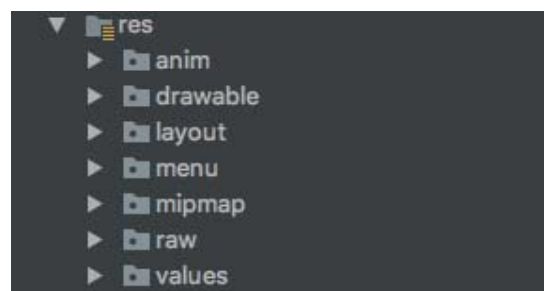 res
anim
drawable
layout
menu
mipmap
raw
values